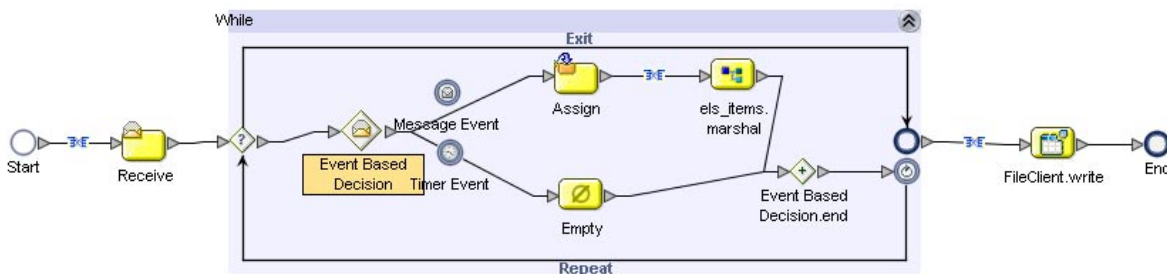 While
Exit
Message Event
Assign
els_items.
marshal
Start
Receive
?
Event Based
Decision
Timer Event
Empty
+
Event Based
Decision.end
FileClient.write
End
Repeat